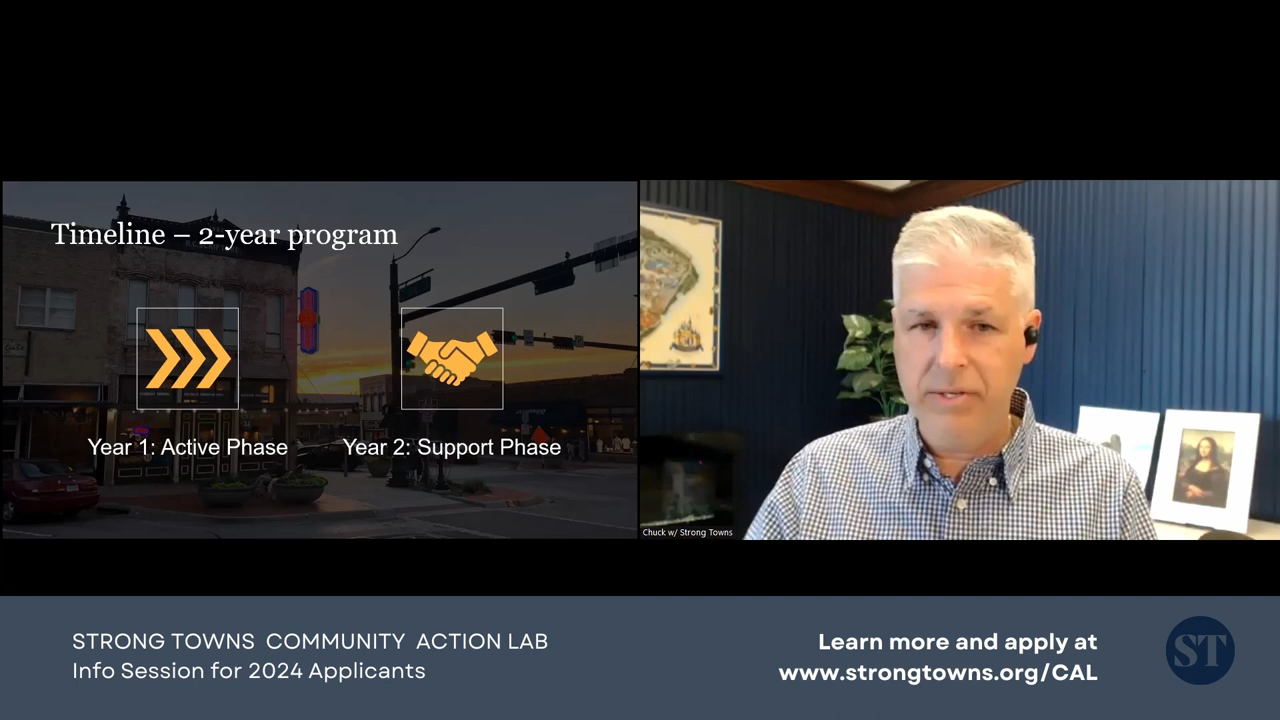 Timeline – 2-year program
Year 1: Active Phase
Year 2: Support Phase
Chuck w/ Strong Towns
STRONG TOWNS COMMUNITY ACTION LAB
Info Session for 2024 Applicants
Learn more and apply at
www.strongtowns.org/CAL
ST